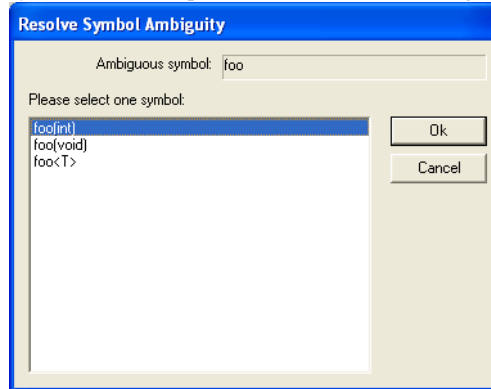 Resolve Symbol Ambiguity
Ambiguous symbol: foo
Please select one symbol:
foo(int)
foo(void)
foo<T>
Ok
Cancel